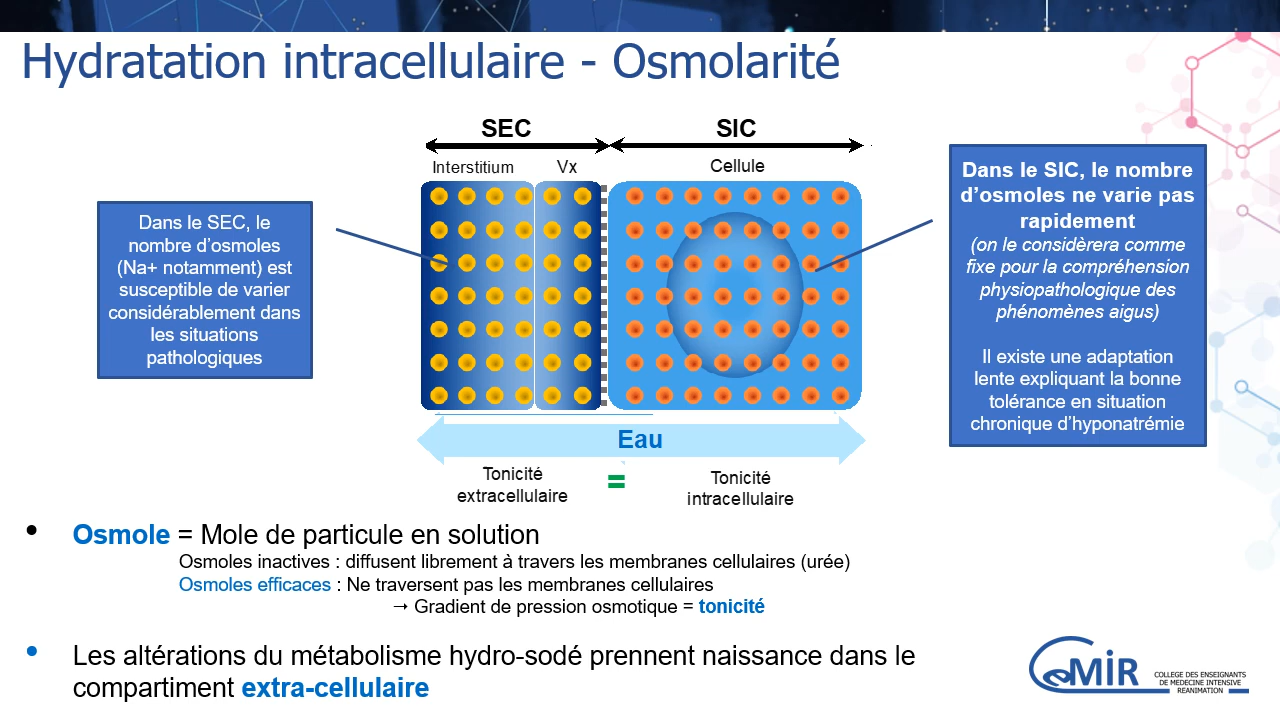 Hydratation intracellulaire - Osmolarité
SEC
SIC
Interstitium
Vx
Cellule
Dans le SEC, le
nombre d'osmoles
(Na+ notamment) est
susceptible de varier
considérablement dans
les situations
pathologiques
Dans le SIC, le nombre
d'osmoles ne varie pas
rapidement
(on le considèrera comme
fixe pour la compréhension
physiopathologique des
phénomènes aigus)
Il existe une adaptation
lente expliquant la bonne
tolérance en situation
chronique d'hyponatrémie
Eau
Tonicité
extracellulaire
=
Tonicité
intracellulaire
• Osmole = Mole de particule en solution
Osmoles inactives : diffusent librement à travers les membranes cellulaires (urée)
Osmoles efficaces : Ne traversent pas les membranes cellulaires
→ Gradient de pression osmotique = tonicité
• Les altérations du métabolisme hydro-sodé prennent naissance dans le
compartiment extra-cellulaire
CeMIR
COLLEGE DES ENSEIGNANTS
DE MEDECINE INTENSIVE
REANIMATION